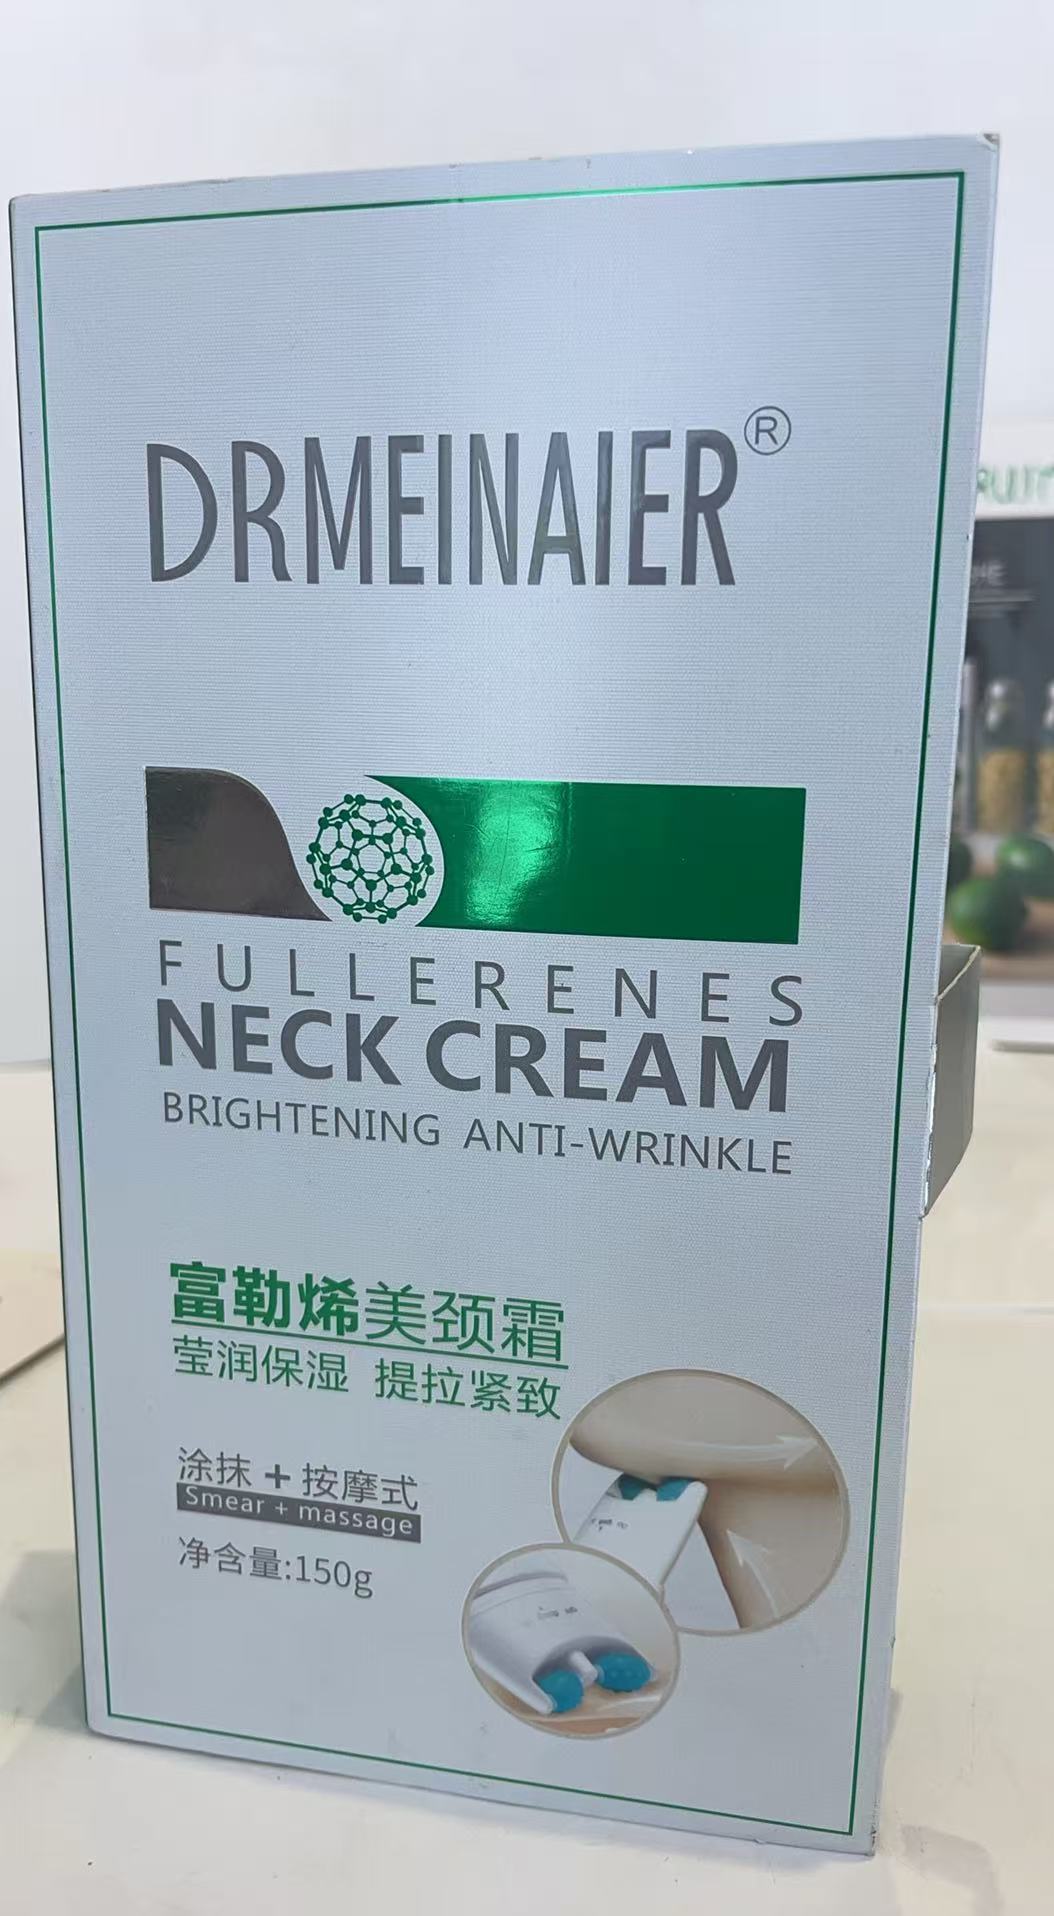 DRMEINAIER®
FULLERENES
NECK CREAM
BRIGHTENING ANTI-WRINKLE
富勒烯美颈霜
莹润保湿 提拉紧致
涂抹+按摩式
Smear + massage
净含量:150g